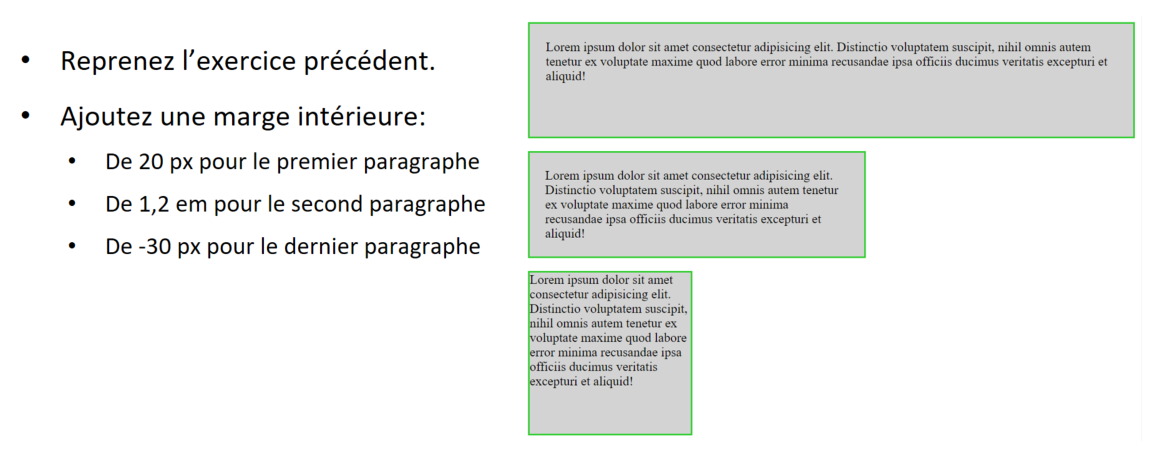 • Reprenez l’exercice précédent.
• Ajoutez une marge intérieure:
• De 20 px pour le premier paragraphe
• De 1,2 em pour le second paragraphe
• De -30 px pour le dernier paragraphe
Lorem ipsum dolor sit amet consectetur adipisicing elit. Distinctio voluptatem suscipit, nihil omnis autem
tenetur ex voluptate maxime quod labore error minima recusandae ipsa officiis ducimus veritatis excepturi et
aliquid!
Lorem ipsum dolor sit amet consectetur adipisicing elit.
Distinctio voluptatem suscipit, nihil omnis autem tenetur
ex voluptate maxime quod labore error minima
recusandae ipsa officiis ducimus veritatis excepturi et
aliquid!
Lorem ipsum dolor sit amet
consectetur adipisicing elit.
Distinctio voluptatem suscipit,
nihil omnis autem tenetur ex
voluptate maxime quod labore
error minima recusandae ipsa
officiis ducimus veritatis
excepturi et aliquid!